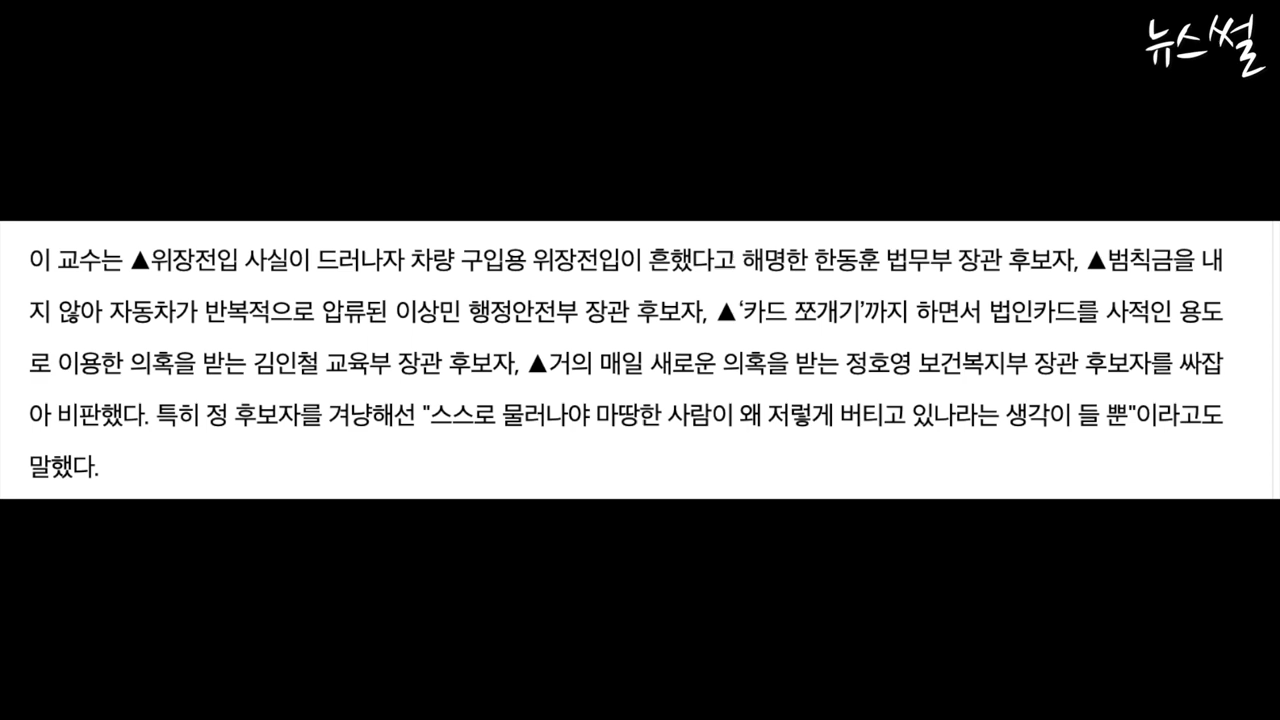 뉴스썰
이 교수는 ▲위장전입 사실이 드러나자 차량 구입용 위장전입이 흔했다고 해명한 한동훈 법무부 장관 후보자, ▲범칙금을 내
지 않아 자동차가 반복적으로 압류된 이상민 행정안전부 장관 후보자, ▲‘카드 쪼개기’까지 하면서 법인카드를 사적인 용도
로 이용한 의혹을 받는 김인철 교육부 장관 후보자, ▲거의 매일 새로운 의혹을 받는 정호영 보건복지부 장관 후보자를 싸잡
아 비판했다. 특히 정 후보자를 겨냥해선 "스스로 물러나야 마땅한 사람이 왜 저렇게 버티고 있나라는 생각이 들 뿐"이라고도
말했다.